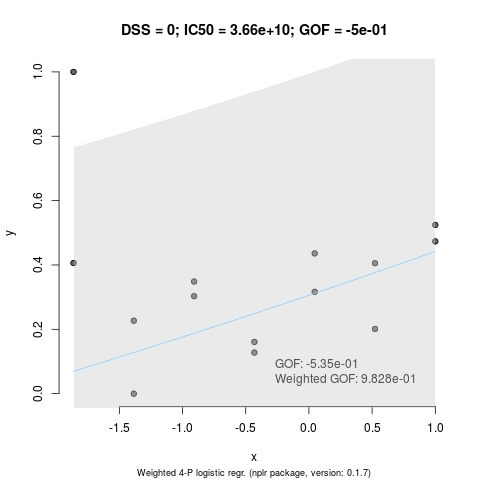 DSS = 0; IC50 = 3.66e+10; GOF = -5e-01
1.0
0.8
0.6
0.4
0.2
0.0
y
GOF: -5.35e-01
Weighted GOF: 9.828e-01
-1.5 -1.0 -0.5 0.0 0.5 1.0
x
Weighted 4-P logistic regr. (nplr package, version: 0.1.7)